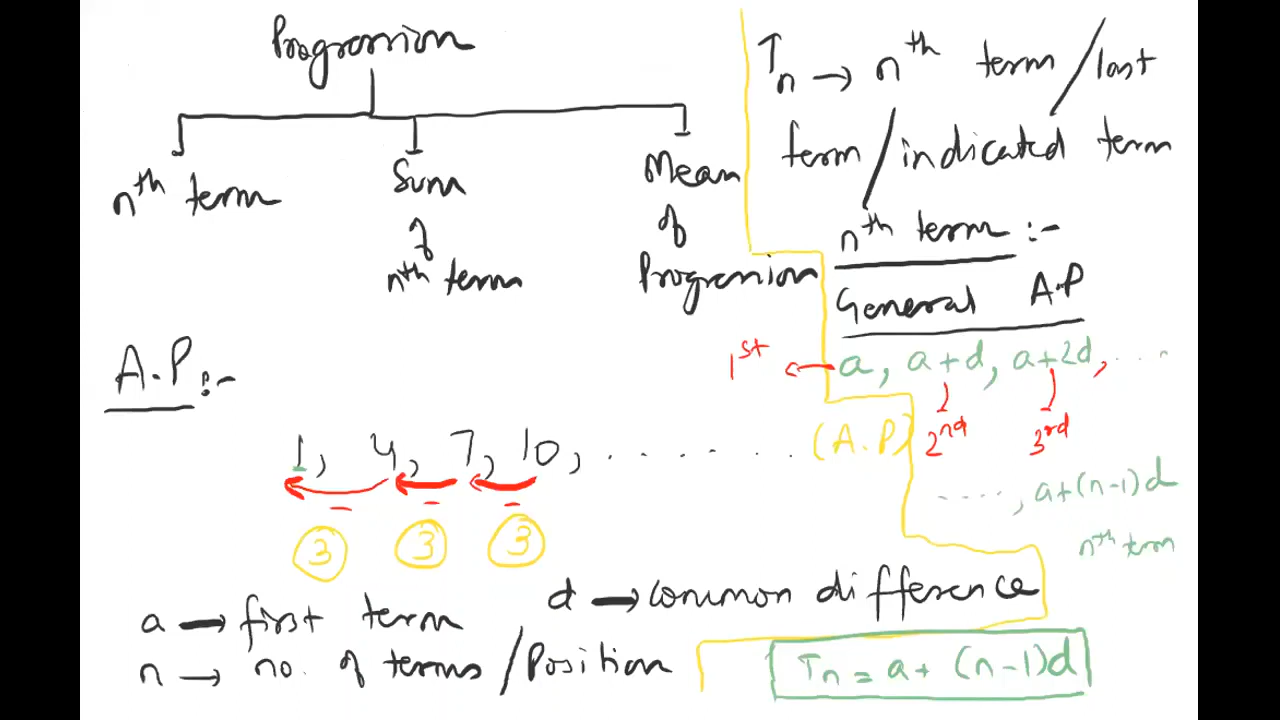 Progression
nth term
Sum
of
nth term
Mean
of
Progression
A.P :-
1, 4, 7, 10, ........ (A.P)
- - -
3 3 3
a → first term
d → common difference
n → no. of terms / Position
Tn → nth term / last
term / indicated term
nth term :-
General A.P
1st ← a, a+d, a+2d, ....
2nd 3rd
...., a+(n-1)d
nth term
Tn = a + (n-1)d